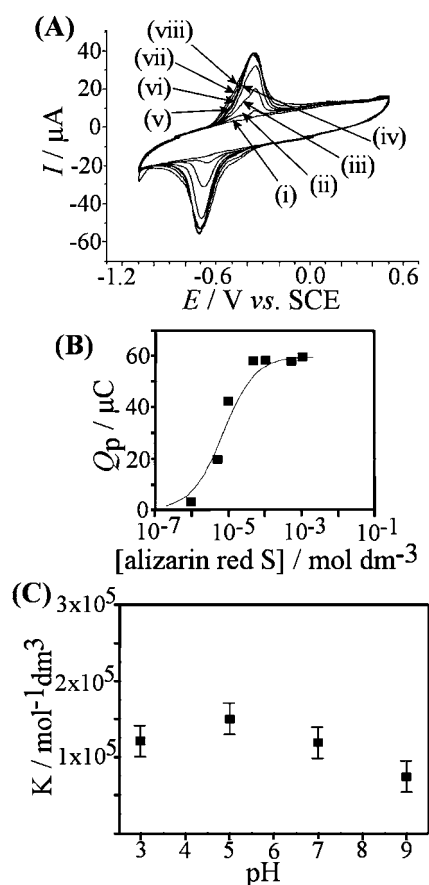 (A)
(viii)
(vii)
(vi)
(v)
(iv)
(iii)
(ii)
(i)
40
20
0
-20
-40
-60
I / μA
-1.2
-0.6
0.0
0.6
E / V vs. SCE
(B)
60
40
20
0
Qp / μC
10-7
10-5
10-3
10-1
[alizarin red S] / mol dm-3
(C)
3x105
2x105
1x105
K / mol-1dm3
3
4
5
6
7
8
9
pH